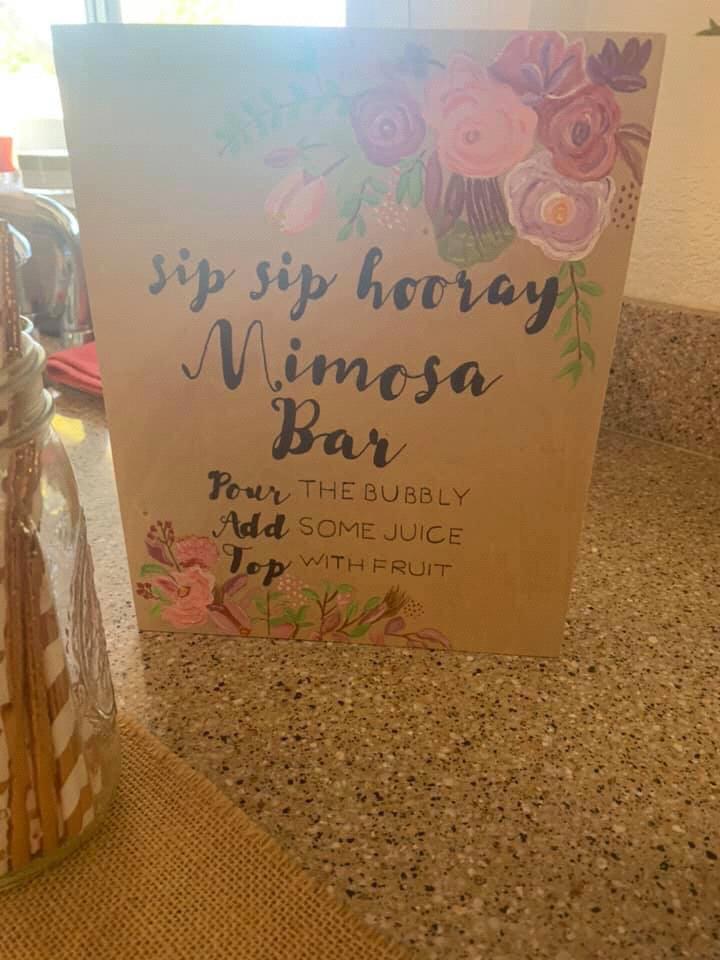 sip sip hooray
Mimosa
Bar
Pour THE BUBBLY
Add SOME JUICE
Top WITH FRUIT